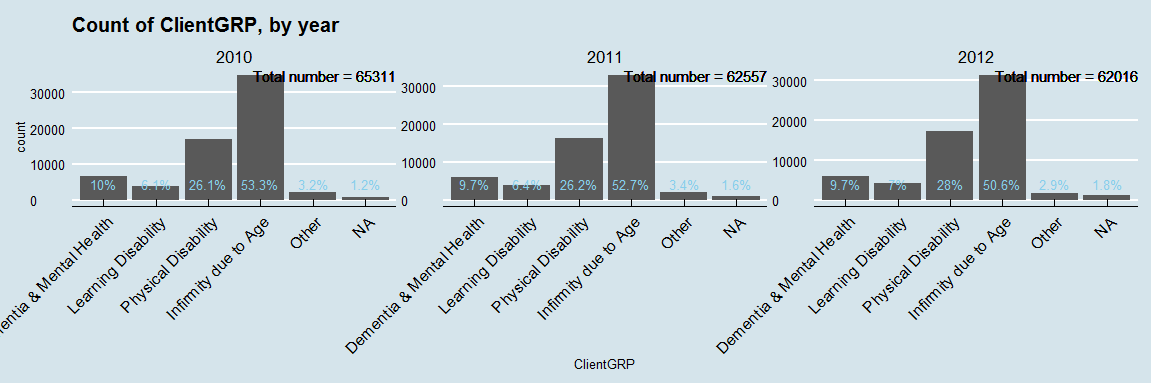 Count of ClientGRP, by year
2010
2011
2012
Total number = 65311
Total number = 62557
Total number = 62016
count
30000
20000
10000
0
30000
20000
10000
0
30000
20000
10000
0
10%
6.1%
26.1%
53.3%
3.2%
1.2%
9.7%
6.4%
26.2%
52.7%
3.4%
1.6%
9.7%
7%
28%
50.6%
2.9%
1.8%
entia & Mental Health
Learning Disability
Physical Disability
Infirmity due to Age
Other
NA
Dementia & Mental Health
Learning Disability
Physical Disability
Infirmity due to Age
Other
NA
Dementia & Mental Health
Learning Disability
Physical Disability
Infirmity due to Age
Other
NA
ClientGRP